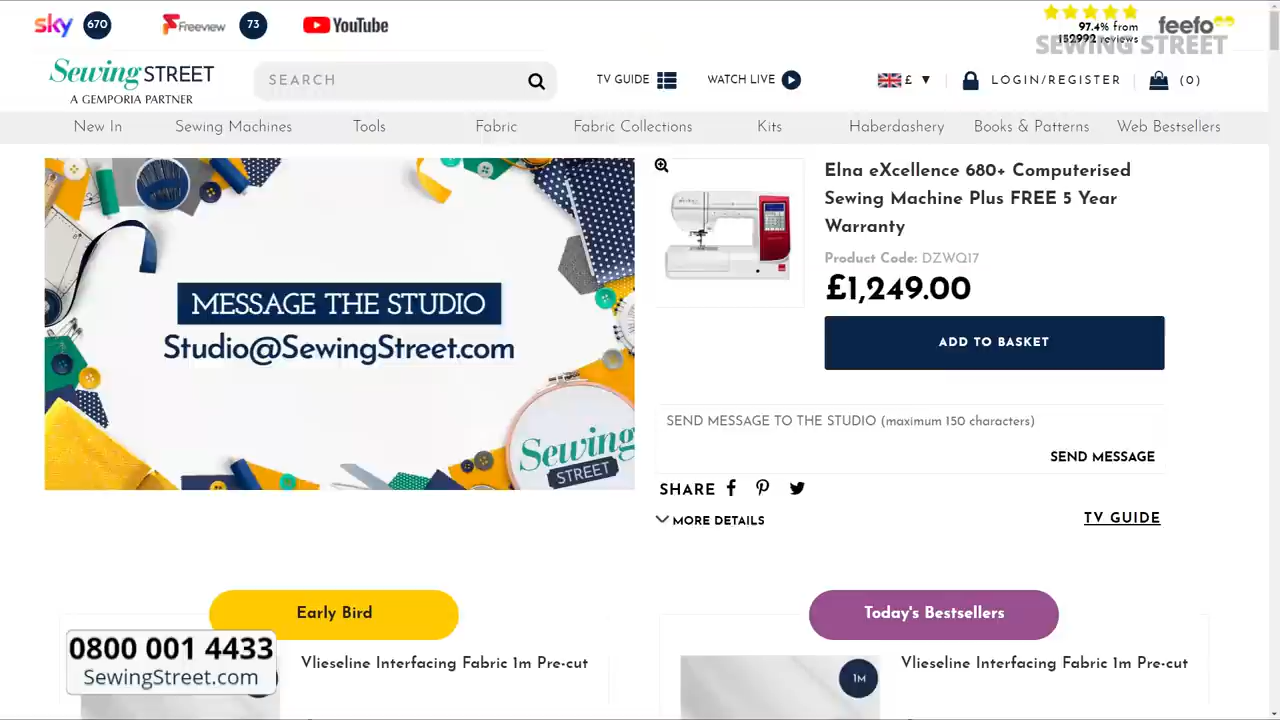 sky 670 Freeview 73 YouTube
97.4% from
152992 reviews
feefo
SEWING STREET
Sewing STREET
A GEMPORIA PARTNER
SEARCH
TV GUIDE
WATCH LIVE
£
LOGIN/REGISTER
(0)
New In Sewing Machines Tools Fabric Fabric Collections Kits Haberdashery Books & Patterns Web Bestsellers
MESSAGE THE STUDIO
Studio@SewingStreet.com
Sewing
STREET
Elna eXcellence 680+ Computerised
Sewing Machine Plus FREE 5 Year
Warranty
Product Code: DZWQ17
£1,249.00
ADD TO BASKET
SEND MESSAGE TO THE STUDIO (maximum 150 characters)
SEND MESSAGE
SHARE
MORE DETAILS
TV GUIDE
Early Bird
Today's Bestsellers
0800 001 4433
SewingStreet.com
Vlieseline Interfacing Fabric 1m Pre-cut
1M
Vlieseline Interfacing Fabric 1m Pre-cut